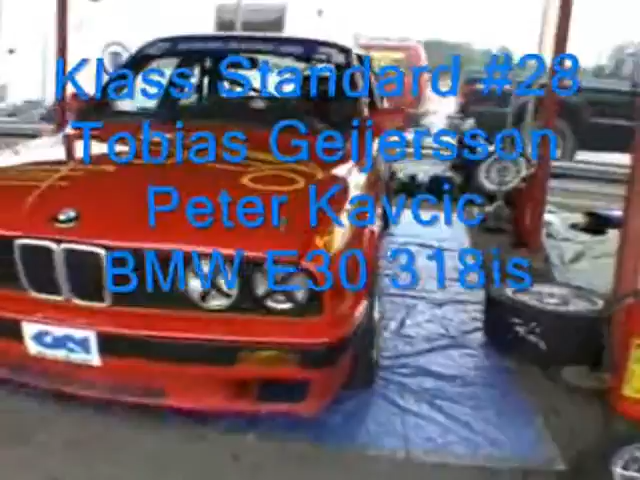 Klass Standard #28
Tobias Geijersson
Peter Kavcic
BMW E30 318is